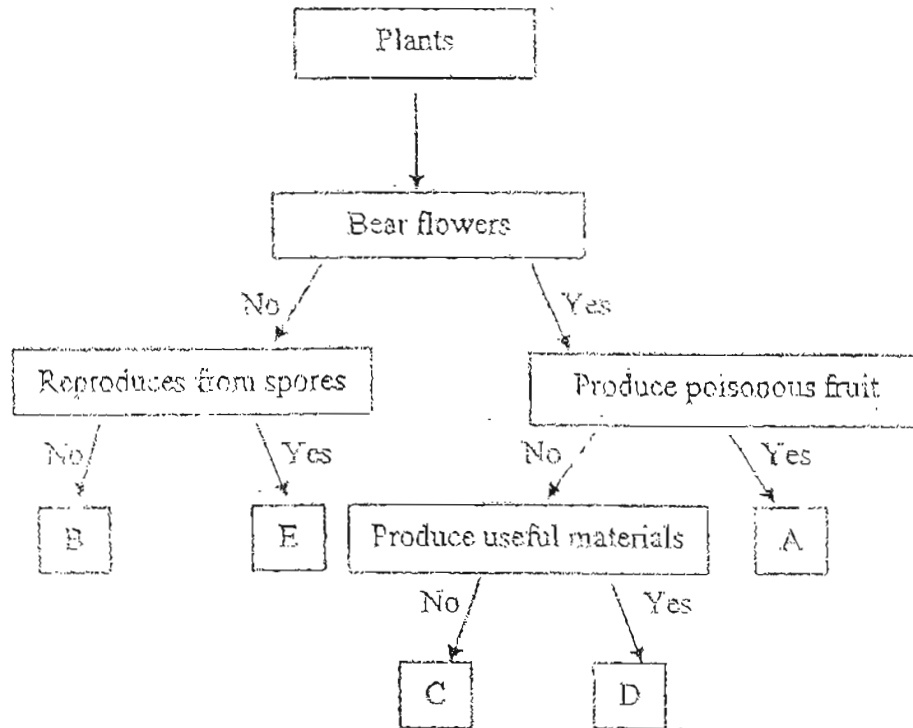 Plants
Bear flowers
No
Yes
Reproduces from spores
Produce poisonous fruit
No
Yes
No
Yes
B
E
Produce useful materials
A
No
Yes
C
D